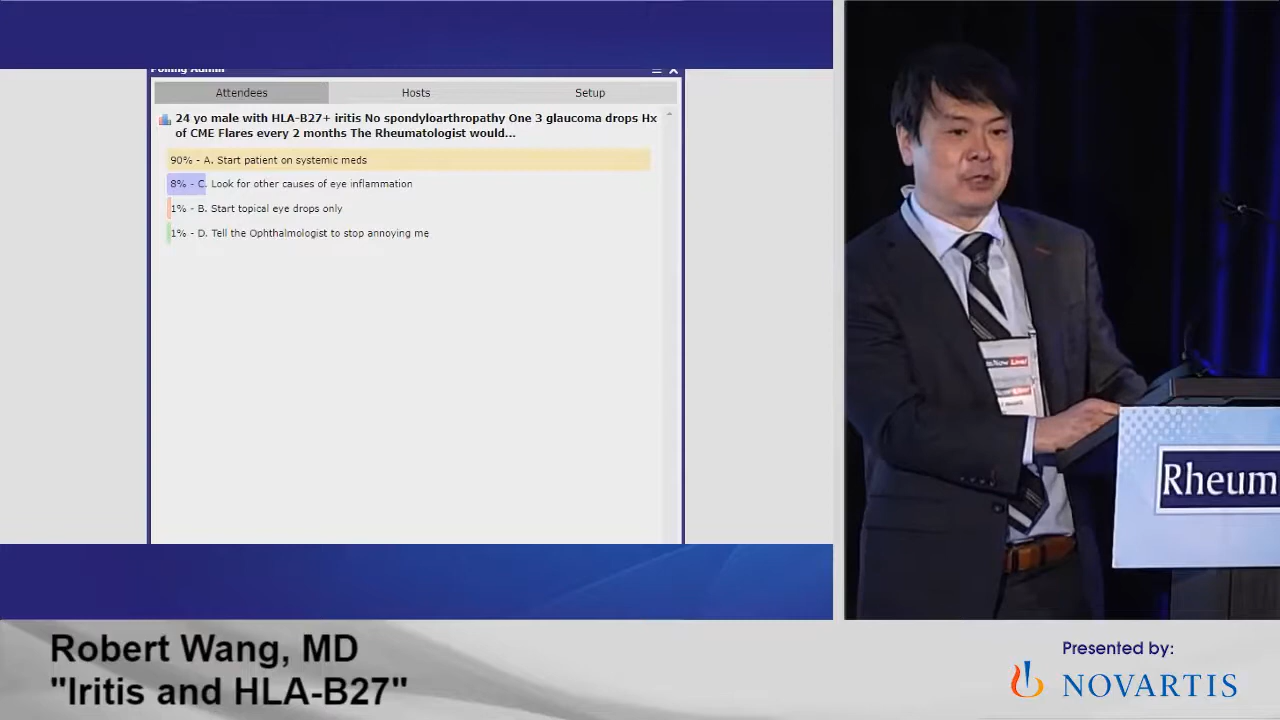 Polling Admin
Attendees
Hosts
Setup
24 yo male with HLA-B27+ iritis No spondyloarthropathy One 3 glaucoma drops Hx
of CME Flares every 2 months The Rheumatologist would...
90% - A. Start patient on systemic meds
8% - C. Look for other causes of eye inflammation
1% - B. Start topical eye drops only
1% - D. Tell the Ophthalmologist to stop annoying me
Rheum
Robert Wang, MD
"Iritis and HLA-B27"
Presented by:
NOVARTIS